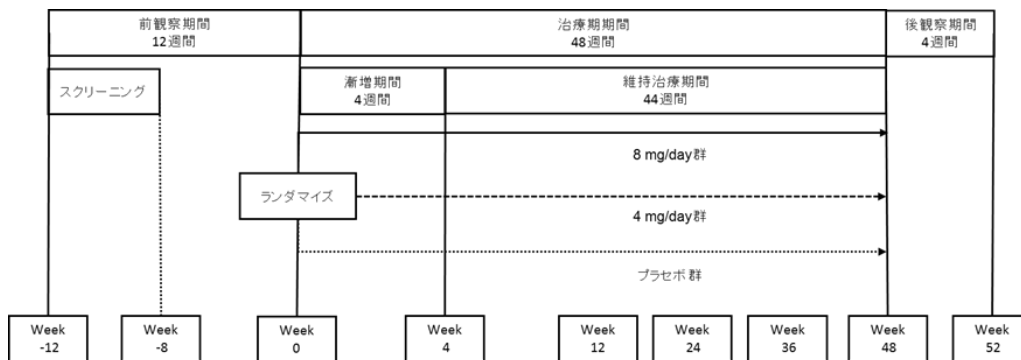 前観察期間
12週間
治療期期間
48週間
後観察期間
4週間
スクリーニング
漸増期間
4週間
維持治療期間
44週間
8 mg/day群
ランダマイズ
4 mg/day群
プラセボ群
Week
-12
Week
-8
Week
0
Week
4
Week
12
Week
24
Week
36
Week
48
Week
52